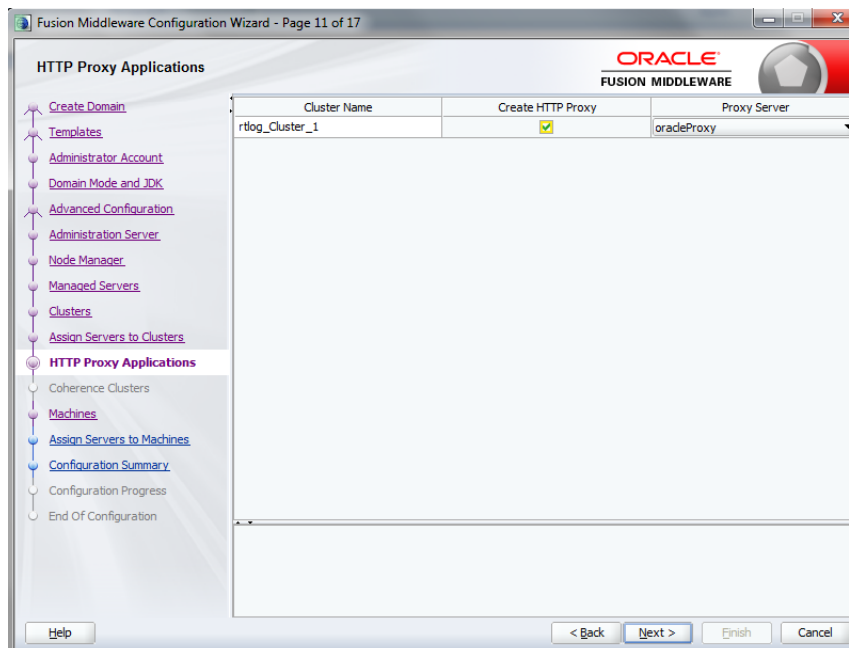 Fusion Middleware Configuration Wizard - Page 11 of 17
HTTP Proxy Applications
ORACLE
FUSION MIDDLEWARE
Create Domain
Templates
Administrator Account
Domain Mode and JDK
Advanced Configuration
Administration Server
Node Manager
Managed Servers
Clusters
Assign Servers to Clusters
HTTP Proxy Applications
Coherence Clusters
Machines
Assign Servers to Machines
Configuration Summary
Configuration Progress
End Of Configuration
Cluster Name Create HTTP Proxy Proxy Server
rtlog_Cluster_1 oracleProxy
Help < Back Next > Finish Cancel